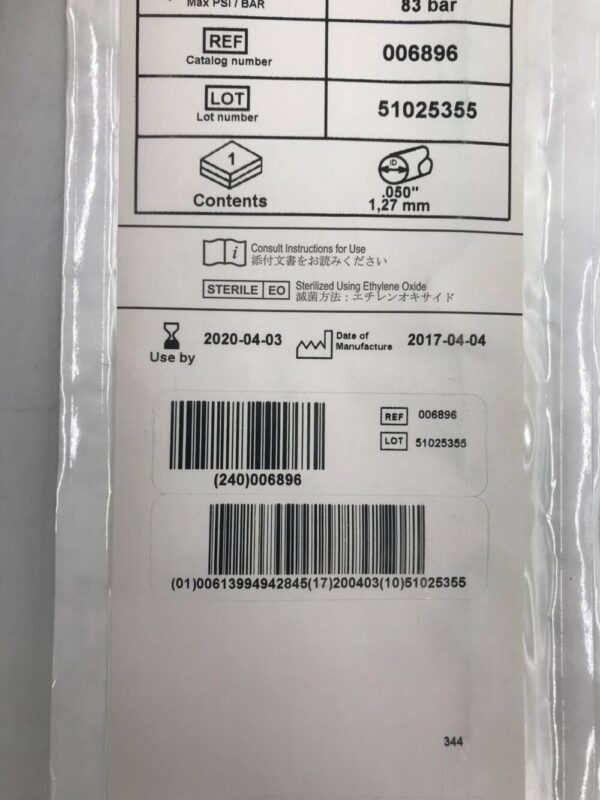 Max PSI / BAR
83 bar
REF
Catalog number
006896
LOT
Lot number
51025355
1
Contents
ID
.050"
1,27 mm
i
Consult Instructions for Use
添付文書をお読みください
STERILE EO
Sterilized Using Ethylene Oxide
滅菌方法：エチレンオキサイド
Use by
2020-04-03
Date of
Manufacture
2017-04-04
REF 006896
LOT 51025355
(240)006896
(01)00613994942845(17)200403(10)51025355
344